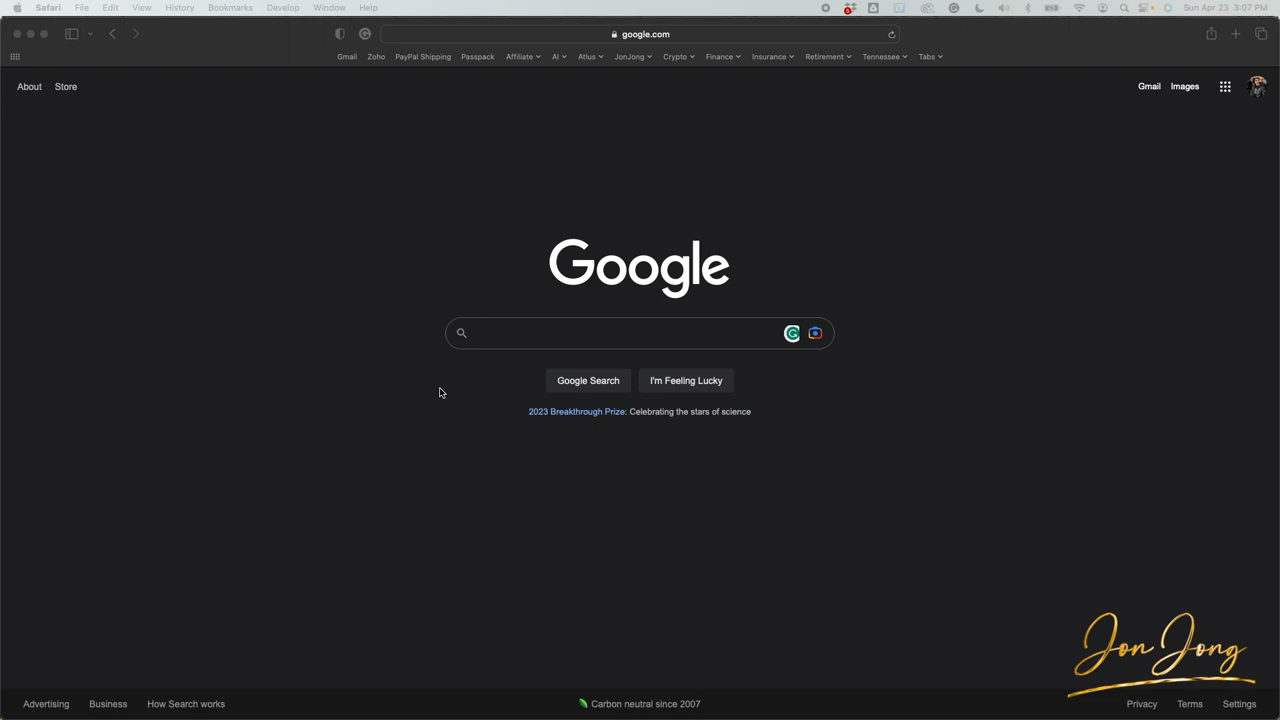 Safari File Edit View History Bookmarks Develop Window Help Sun Apr 23 3:07 PM
google.com
Gmail Zoho PayPal Shipping Passpack Affiliate AI Atlus JonJong Crypto Finance Insurance Retirement Tennessee Tabs
About Store Gmail Images
Google
Google Search I'm Feeling Lucky
2023 Breakthrough Prize: Celebrating the stars of science
Jon Jong
Advertising Business How Search works Carbon neutral since 2007 Privacy Terms Settings